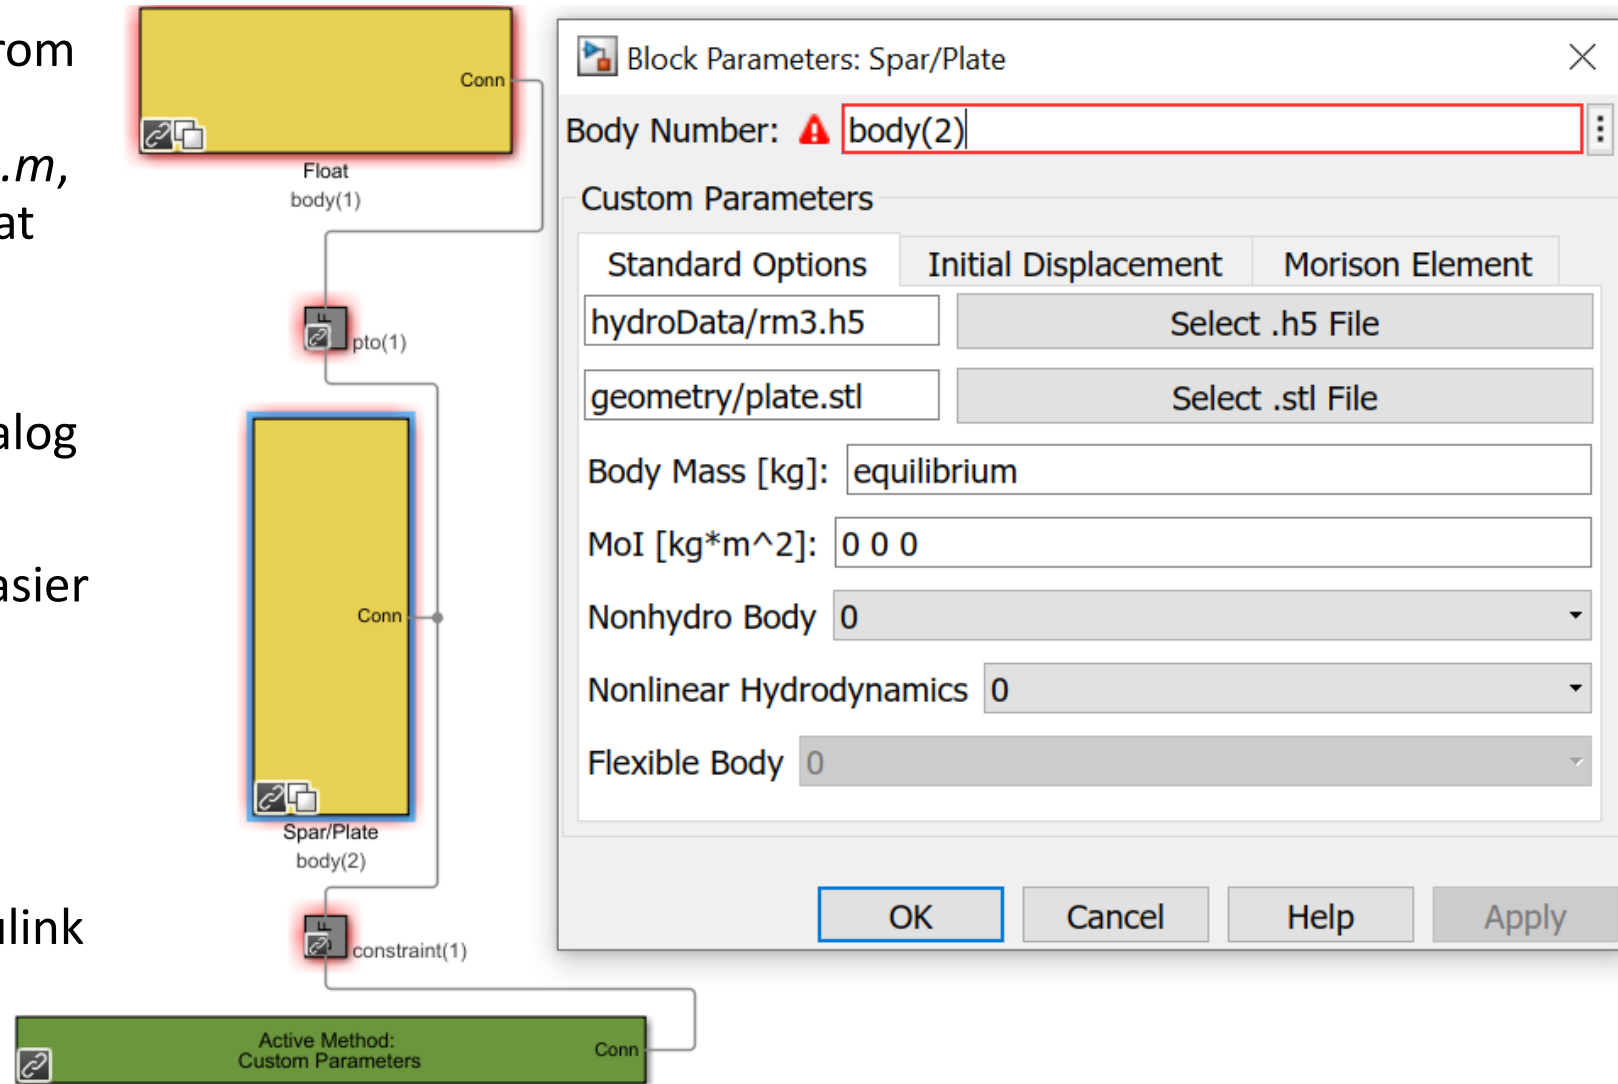 rom
.m,
at
alog
asier
ulink
Conn
Float
body(1)
pto(1)
Conn
Spar/Plate
body(2)
constraint(1)
Active Method:
Custom Parameters
Conn
Block Parameters: Spar/Plate
Body Number: body(2)
Custom Parameters
Standard Options Initial Displacement Morison Element
hydroData/rm3.h5 Select .h5 File
geometry/plate.stl Select .stl File
Body Mass [kg]: equilibrium
MoI [kg*m^2]: 0 0 0
Nonhydro Body 0
Nonlinear Hydrodynamics 0
Flexible Body 0
OK Cancel Help Apply